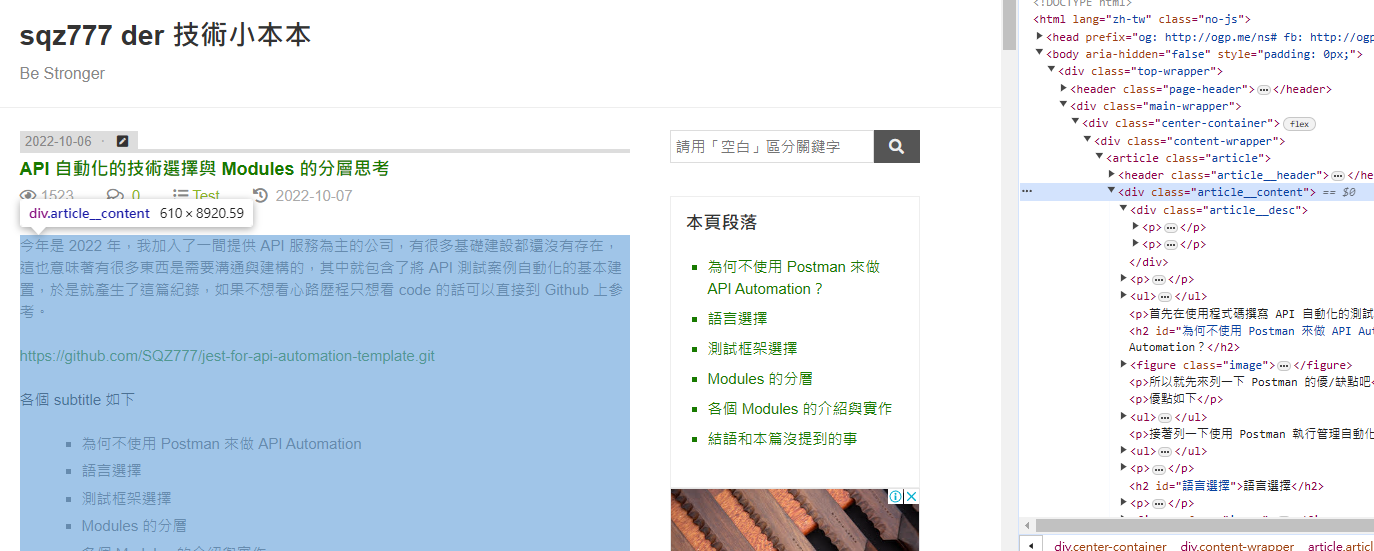 sqz777 der 技術小本本
Be Stronger
2022-10-06 ·
API 自動化的技術選擇與 Modules 的分層思考
1523 0 Test 2022-10-07
div.article__content 610 × 8920.59
今年是 2022 年，我加入了一間提供 API 服務為主的公司，有很多基礎建設都還沒有存在，
這也意味著有很多東西是需要溝通與建構的，其中就包含了將 API 測試案例自動化的基本建
置，於是就產生了這篇紀錄，如果不想看心路歷程只想看 code 的話可以直接到 Github 上參
考。
https://github.com/SQZ777/jest-for-api-automation-template.git
各個 subtitle 如下
為何不使用 Postman 來做 API Automation
語言選擇
測試框架選擇
Modules 的分層
各個 Modules 的介紹與實作
請用「空白」區分關鍵字
本頁段落
為何不使用 Postman 來做
API Automation？
語言選擇
測試框架選擇
Modules 的分層
各個 Modules 的介紹與實作
結語和本篇沒提到的事
<!DOCTYPE html>
<html lang="zh-tw" class="no-js">
<head prefix="og: http://ogp.me/ns# fb: http://ogp
<body aria-hidden="false" style="padding: 0px;">
<div class="top-wrapper">
<header class="page-header">⋯</header>
<div class="main-wrapper">
<div class="center-container"> flex
<div class="content-wrapper">
<article class="article">
<header class="article__header">⋯</he
⋯ <div class="article__content"> == $0
<div class="article__desc">
<p>⋯</p>
<p>⋯</p>
</div>
<p>⋯</p>
<ul>⋯</ul>
<p>首先在使用程式碼撰寫 API 自動化的測試
<h2 id="為何不使用 Postman 來做 API Aut
Automation？</h2>
<figure class="image">⋯</figure>
<p>所以就先來列一下 Postman 的優/缺點吧<
<p>優點如下</p>
<ul>⋯</ul>
<p>接著列一下使用 Postman 執行管理自動化
<ul>⋯</ul>
<p>⋯</p>
<h2 id="語言選擇">語言選擇</h2>
<p>⋯</p>
div.center-container div.content-wrapper article.articl